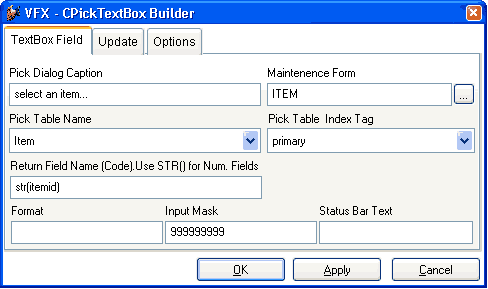 VFX - CPickTextBox Builder
TextBox Field Update Options
Pick Dialog Caption Maintenence Form
select an item... ITEM ...
Pick Table Name Pick Table Index Tag
Item primary
Return Field Name (Code).Use STR() for Num. Fields
str(itemid)
Format Input Mask Status Bar Text
999999999
OK Apply Cancel